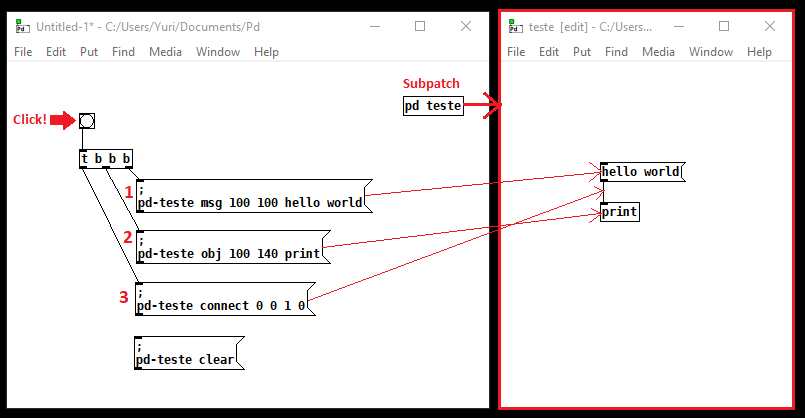 Untitled-1* - C:/Users/Yuri/Documents/Pd
File Edit Put Find Media Window Help
Subpatch
pd teste
Click!
t b b b
1
;
pd-teste msg 100 100 hello world
2
;
pd-teste obj 100 140 print
3
;
pd-teste connect 0 0 1 0
;
pd-teste clear
teste [edit] - C:/Users...
File Edit Put Find Media Window Help
hello world
print